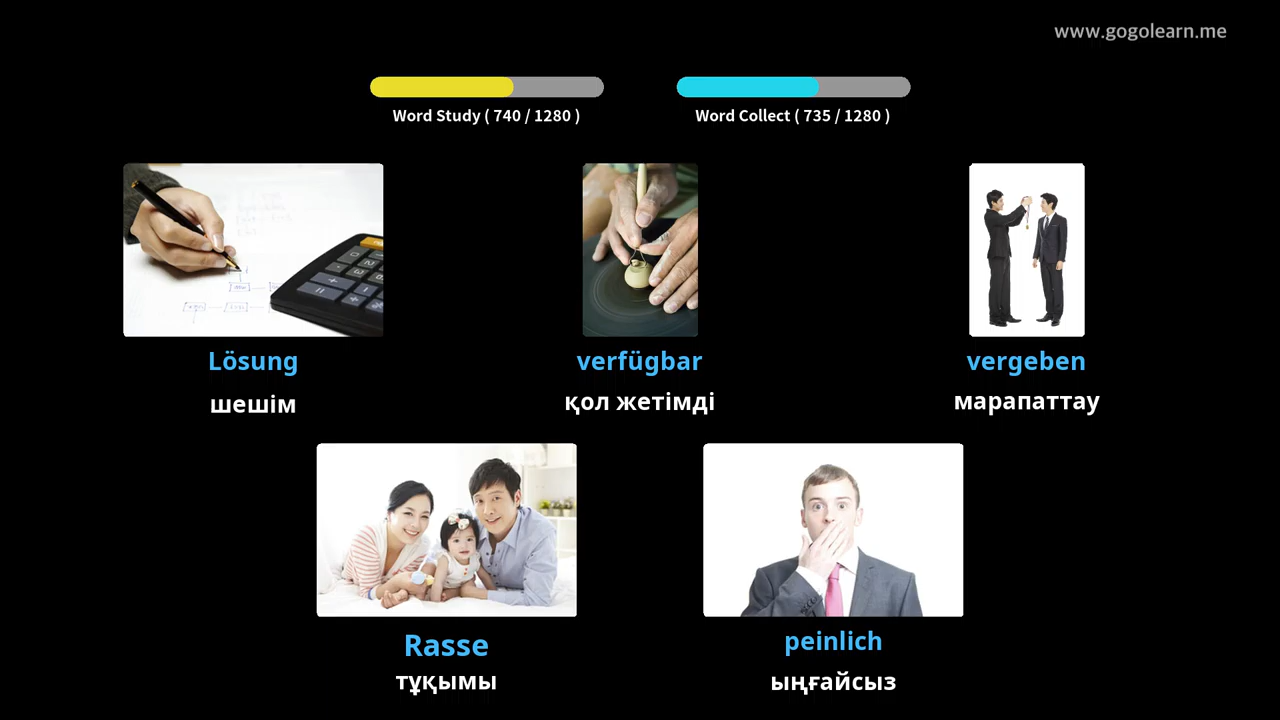 www.gogolearn.me
Word Study ( 740 / 1280 )
Word Collect ( 735 / 1280 )
Lösung
шешім
verfügbar
қол жетімді
vergeben
марапаттау
Rasse
тұқымы
peinlich
ыңғайсыз